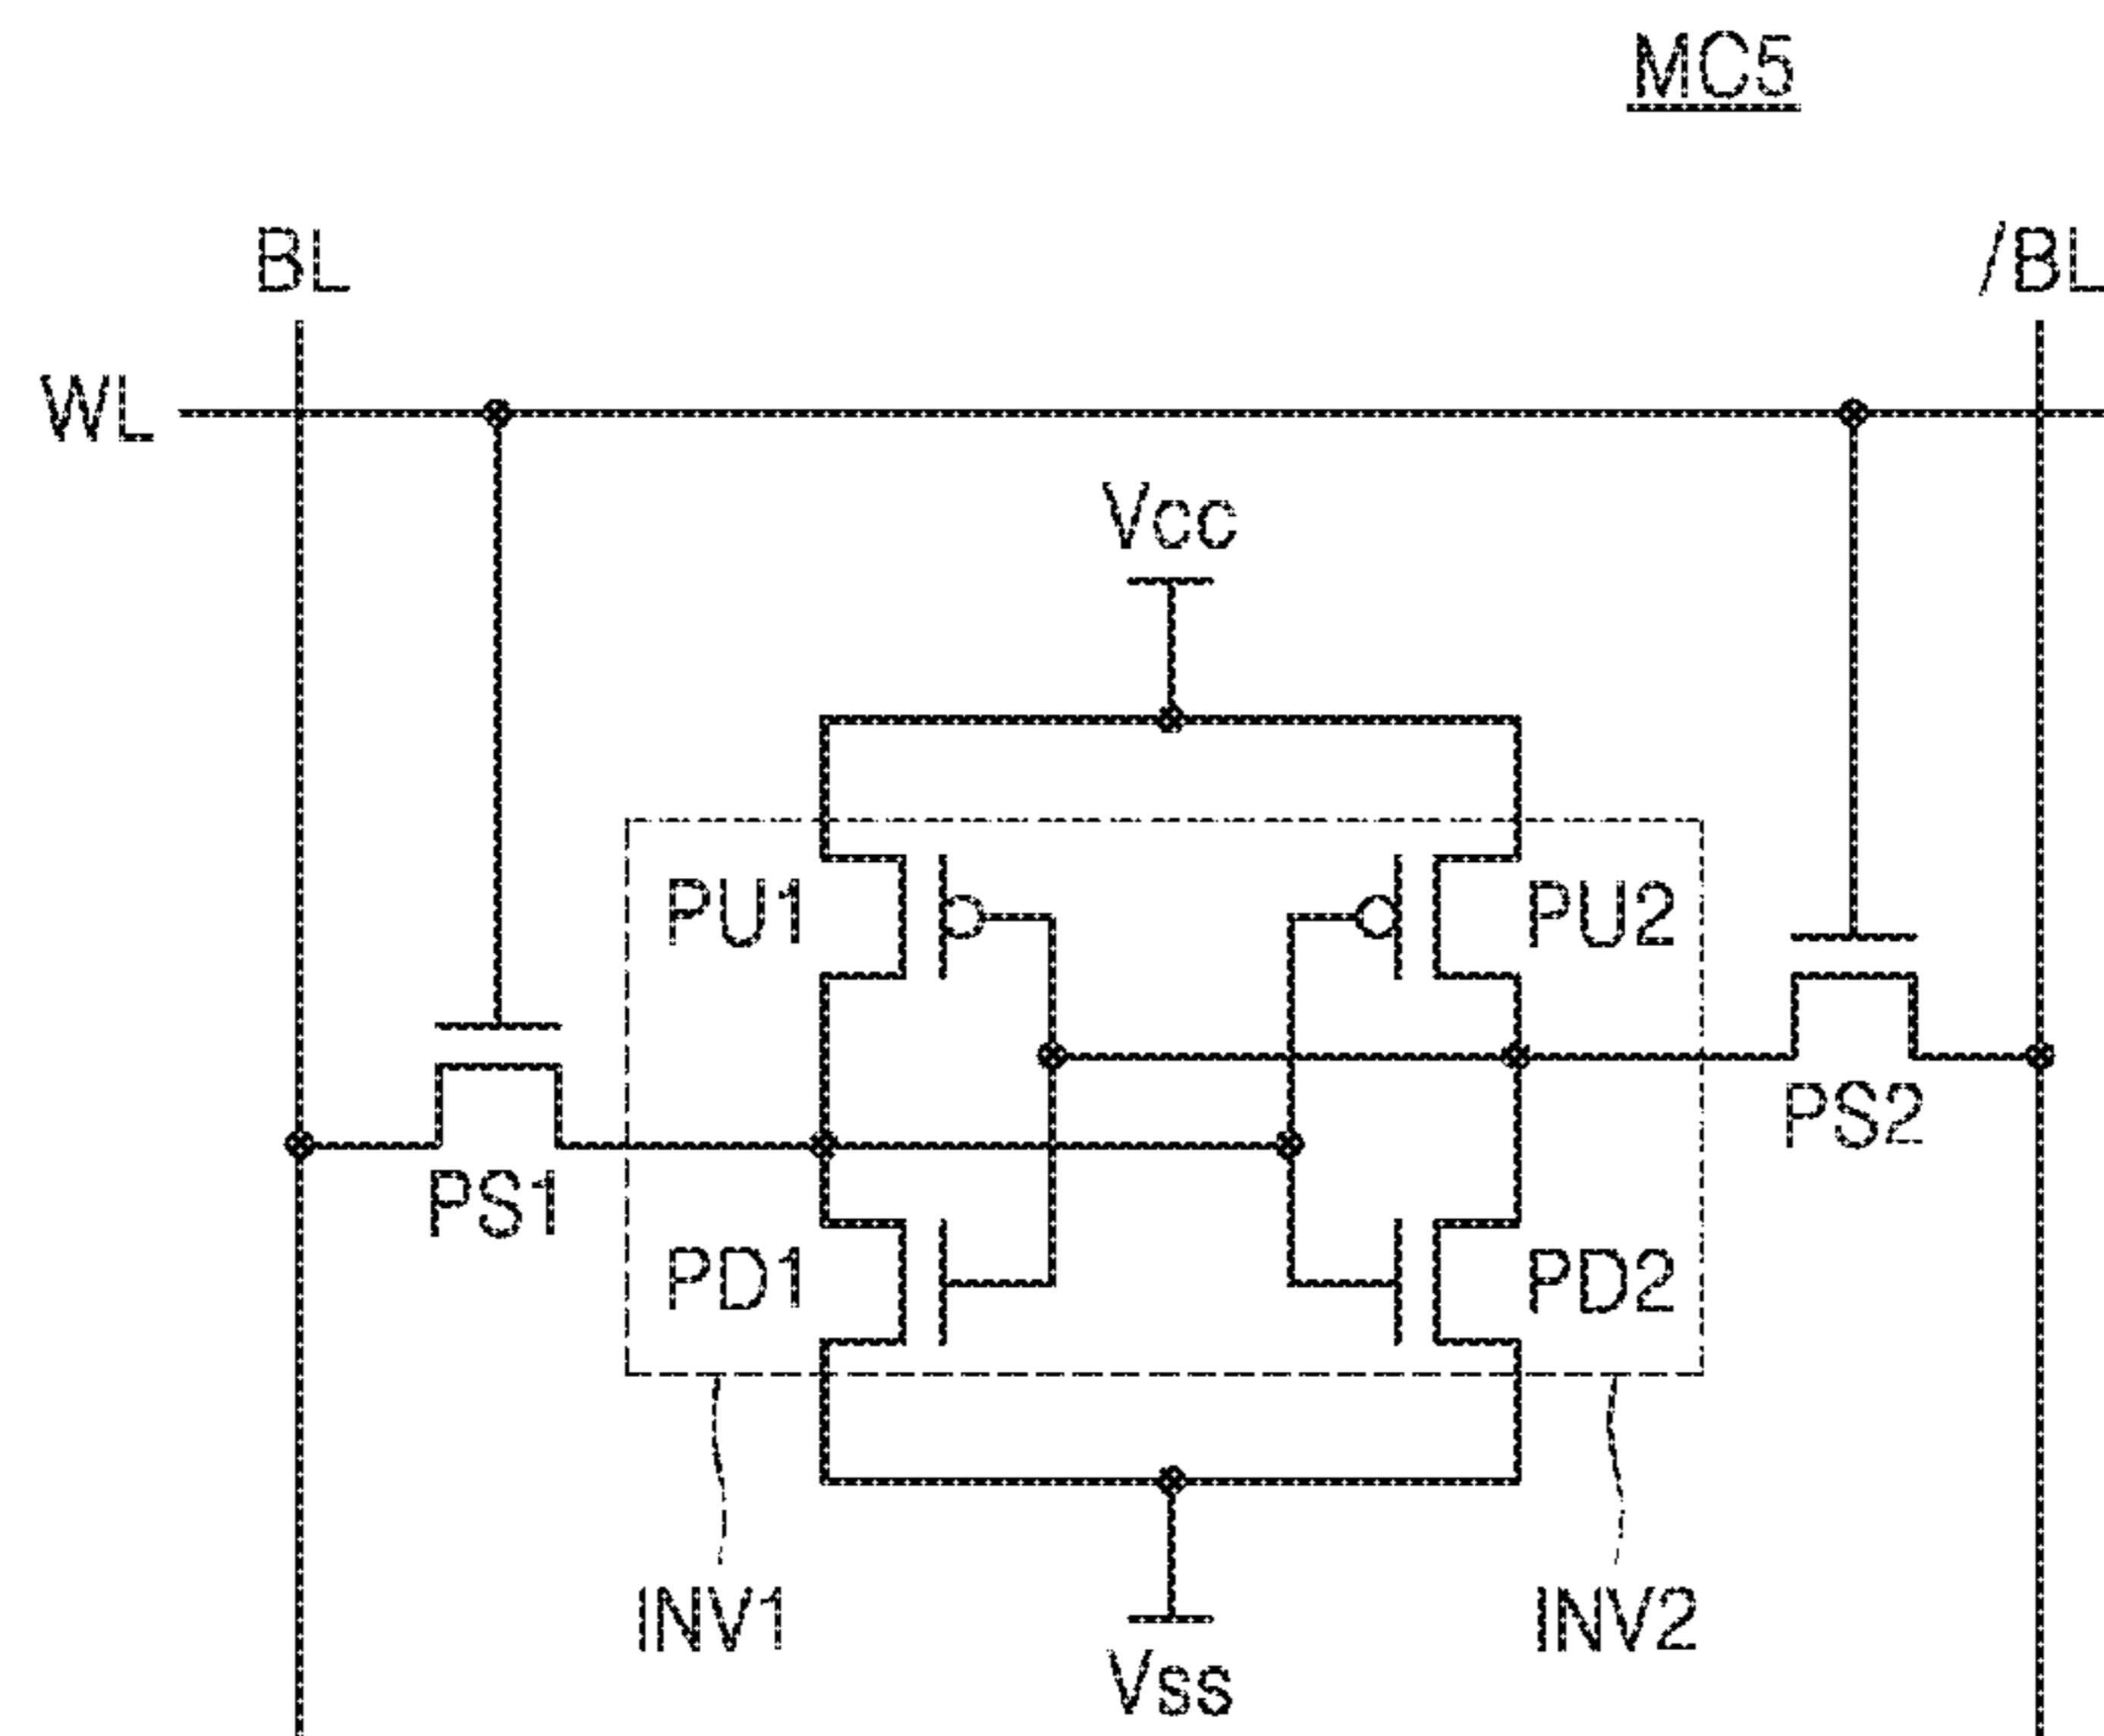 MC5
BL
/BL
WL
Vcc
PU1
PU2
PS1
PS2
PD1
PD2
INV1
INV2
Vss